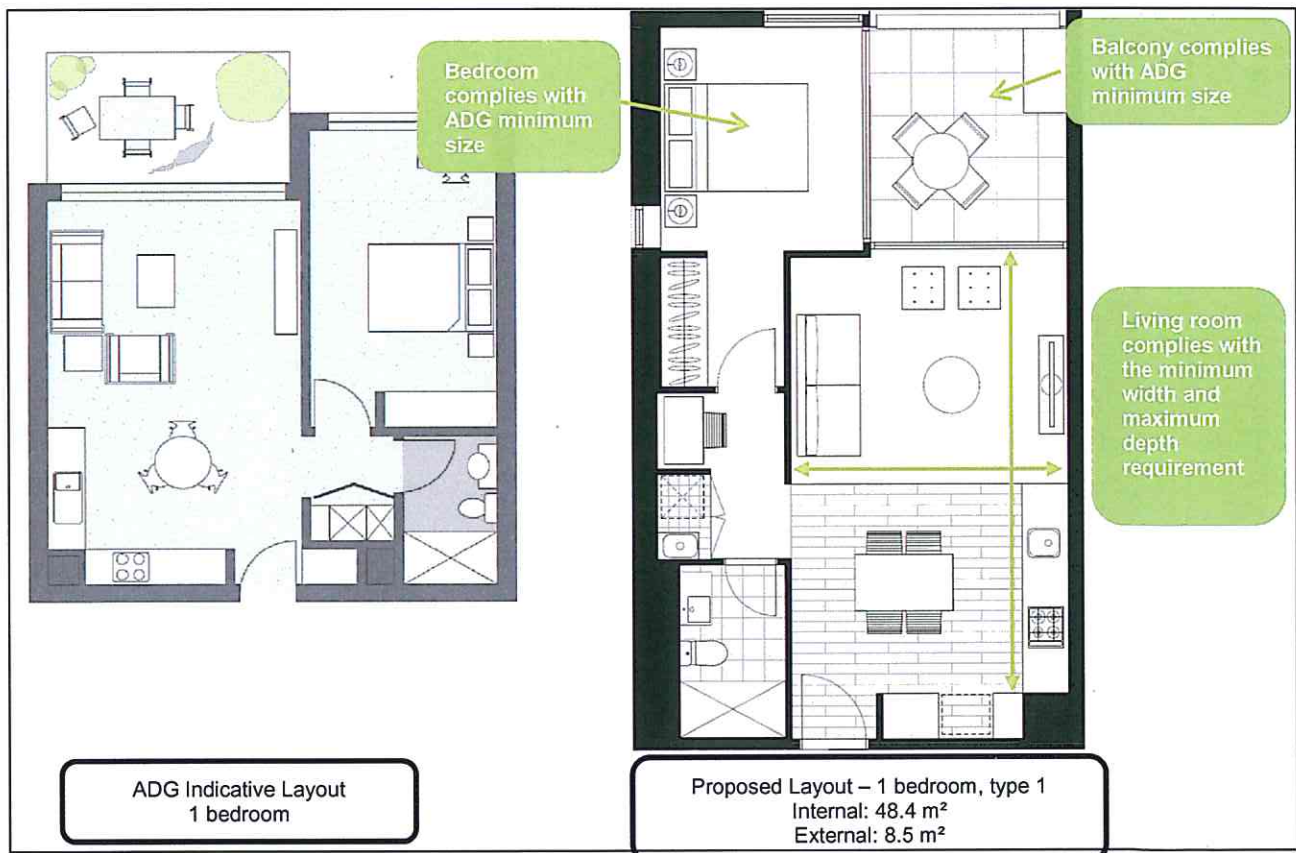 Bedroom
complies with
ADG minimum
size
Balcony complies
with ADG
minimum size
Living room
complies with
the minimum
width and
maximum
depth
requirement
ADG Indicative Layout
1 bedroom
Proposed Layout – 1 bedroom, type 1
Internal: 48.4 m²
External: 8.5 m²